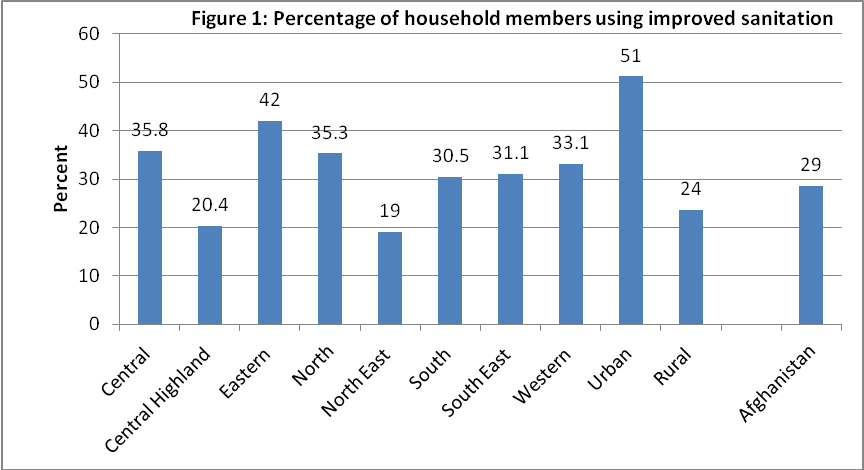 Figure 1: Percentage of household members using improved sanitation
Percent
60
50
40
30
20
10
0
35.8
20.4
42
35.3
19
30.5
31.1
33.1
51
24
29
Central
Central Highland
Eastern
North
North East
South
South East
Western
Urban
Rural
Afghanistan